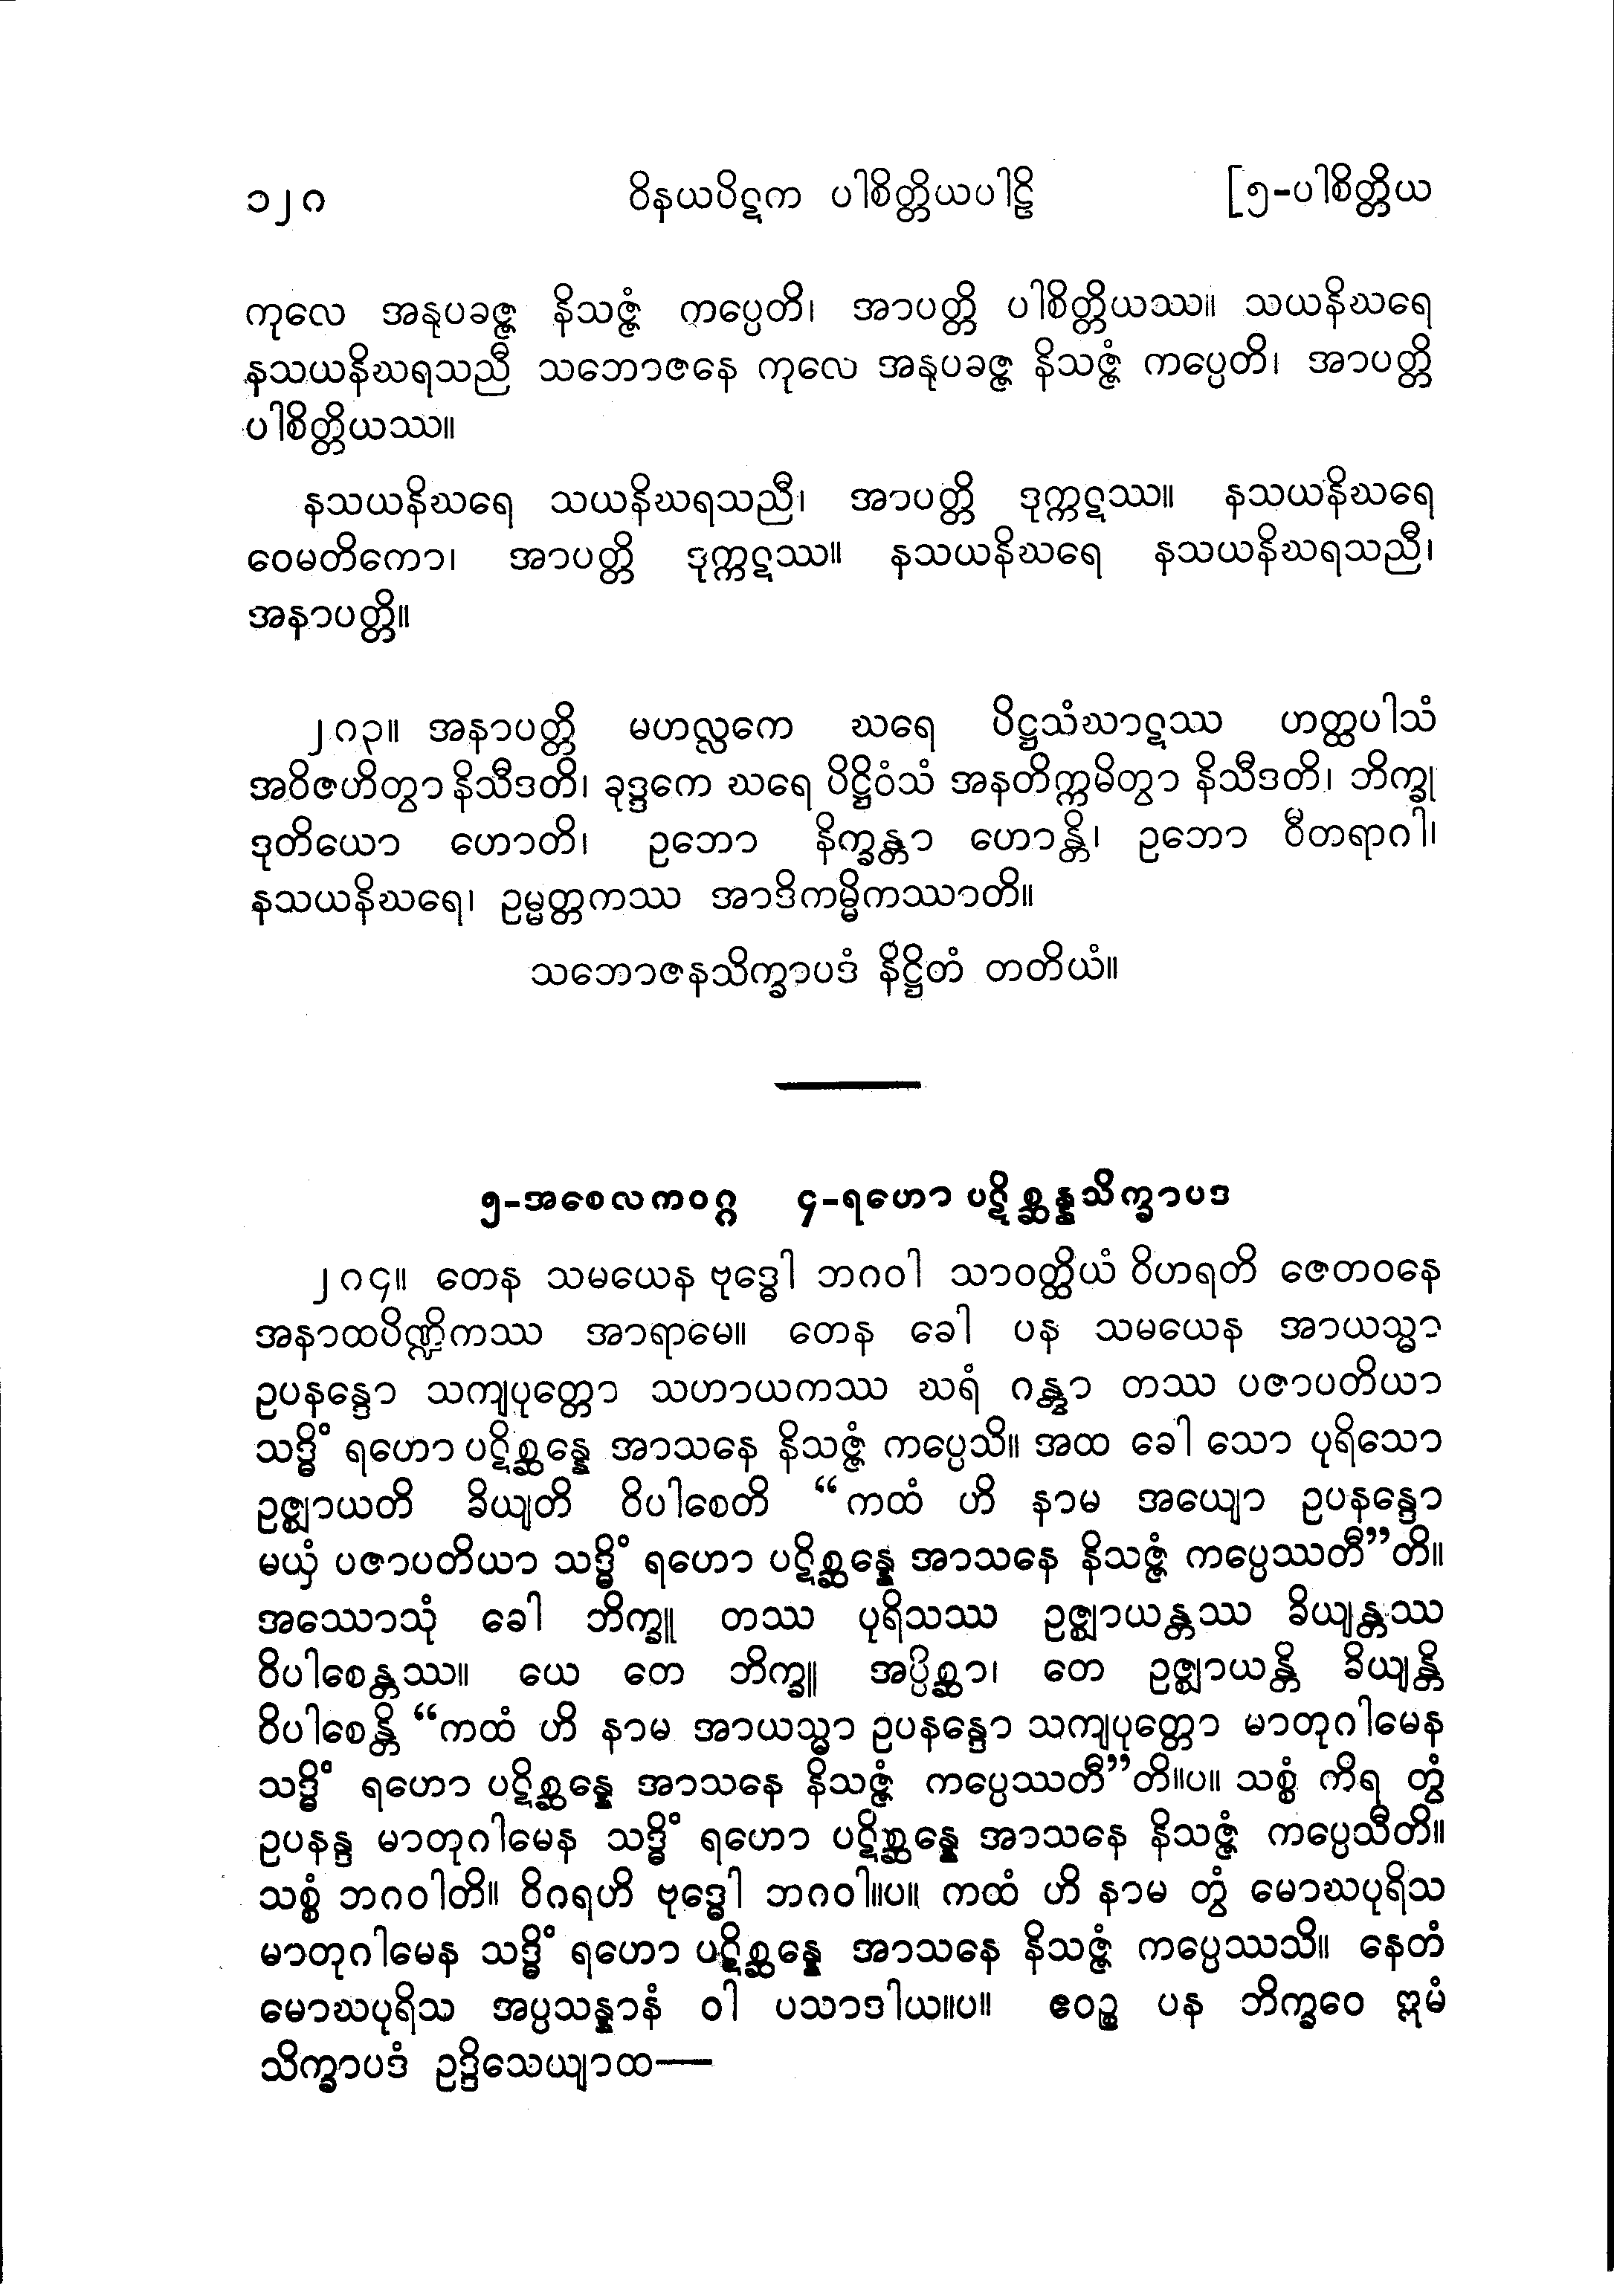 ၁၂၈ ဝိနယပိဋက ပါစိတ္တိယပါဠိ [၅-ပါစိတ္တိယ
ကုလေ အနုပခဇ္ဇ နိသဇ္ဇံ ကပ္ပေတိ၊ အာပတ္တိ ပါစိတ္တိယဿ။ သယနိဃရေ
နသယနိဃရသညီ သဘောဇနေ ကုလေ အနုပခဇ္ဇ နိသဇ္ဇံ ကပ္ပေတိ၊ အာပတ္တိ
ပါစိတ္တိယဿ။
နသယနိဃရေ သယနိဃရသညီ၊ အာပတ္တိ ဒုက္ကဋဿ။ နသယနိဃရေ
ဝေမတိကော၊ အာပတ္တိ ဒုက္ကဋဿ။ နသယနိဃရေ နသယနိဃရသညီ၊
အနာပတ္တိ။
၂၈၃။ အနာပတ္တိ မဟလ္လကေ ဃရေ ပိဋ္ဌသံဃာဋဿ ဟတ္ထပါသံ
အဝိဇဟိတွာ နိသီဒတိ၊ ခုဒ္ဒကေ ဃရေ ပိဋ္ဌိဝံသံ အနတိက္ကမိတွာ နိသီဒတိ၊ ဘိက္ခု
ဒုတိယော ဟောတိ၊ ဥဘော နိက္ခန္တာ ဟောန္တိ၊ ဥဘော ဝီတရာဂါ၊
နသယနိဃရေ၊ ဥမ္မတ္တကဿ အာဒိကမ္မိကဿာတိ။
သဘောဇနသိက္ခာပဒံ နိဋ္ဌိတံ တတိယံ။
၅-အစေလကဝဂ္ဂ ၄-ရဟော ပဋိစ္ဆန္နသိက္ခာပဒ
၂၈၄။ တေန သမယေန ဗုဒ္ဓေါ ဘဂဝါ သာဝတ္ထိယံ ဝိဟရတိ ဇေတဝနေ
အနာထပိဏ္ဍိကဿ အာရာမေ။ တေန ခေါ ပန သမယေန အာယသ္မာ
ဥပနန္ဒော သကျပုတ္တော သဟာယကဿ ဃရံ ဂန္တွာ တဿ ပဇာပတိယာ
သဒ္ဓိံ ရဟော ပဋိစ္ဆန္နေ အာသနေ နိသဇ္ဇံ ကပ္ပေသိ။ အထ ခေါ သော ပုရိသော
ဥဇ္ဈာယတိ ခိယျတိ ဝိပါစေတိ “ကထံ ဟိ နာမ အယျော ဥပနန္ဒော
မယှံ ပဇာပတိယာ သဒ္ဓိံ ရဟော ပဋိစ္ဆန္နေ အာသနေ နိသဇ္ဇံ ကပ္ပေဿတီ”တိ။
အဿောသုံ ခေါ ဘိက္ခူ တဿ ပုရိသဿ ဥဇ္ဈာယန္တဿ ခိယျန္တဿ
ဝိပါစေန္တဿ။ ယေ တေ ဘိက္ခူ အပ္ပိစ္ဆာ၊ တေ ဥဇ္ဈာယန္တိ ခိယျန္တိ
ဝိပါစေန္တိ “ကထံ ဟိ နာမ အာယသ္မာ ဥပနန္ဒော သကျပုတ္တော မာတုဂါမေန
သဒ္ဓိံ ရဟော ပဋိစ္ဆန္နေ အာသနေ နိသဇ္ဇံ ကပ္ပေဿတီ”တိ။ပ။ သစ္စံ ကိရ တွံ
ဥပနန္ဒ မာတုဂါမေန သဒ္ဓိံ ရဟော ပဋိစ္ဆန္နေ အာသနေ နိသဇ္ဇံ ကပ္ပေသီတိ။
သစ္စံ ဘဂဝါတိ။ ဝိဂရဟိ ဗုဒ္ဓေါ ဘဂဝါ။ပ။ ကထံ ဟိ နာမ တွံ မောဃပုရိသ
မာတုဂါမေန သဒ္ဓိံ ရဟော ပဋိစ္ဆန္နေ အာသနေ နိသဇ္ဇံ ကပ္ပေဿသိ။ နေတံ
မောဃပုရိသ အပ္ပသန္နာနံ ဝါ ပသာဒါယ။ပ။ ဧဝဉ္စ ပန ဘိက္ခဝေ ဣမံ
သိက္ခာပဒံ ဥဒ္ဒိသေယျာထ—